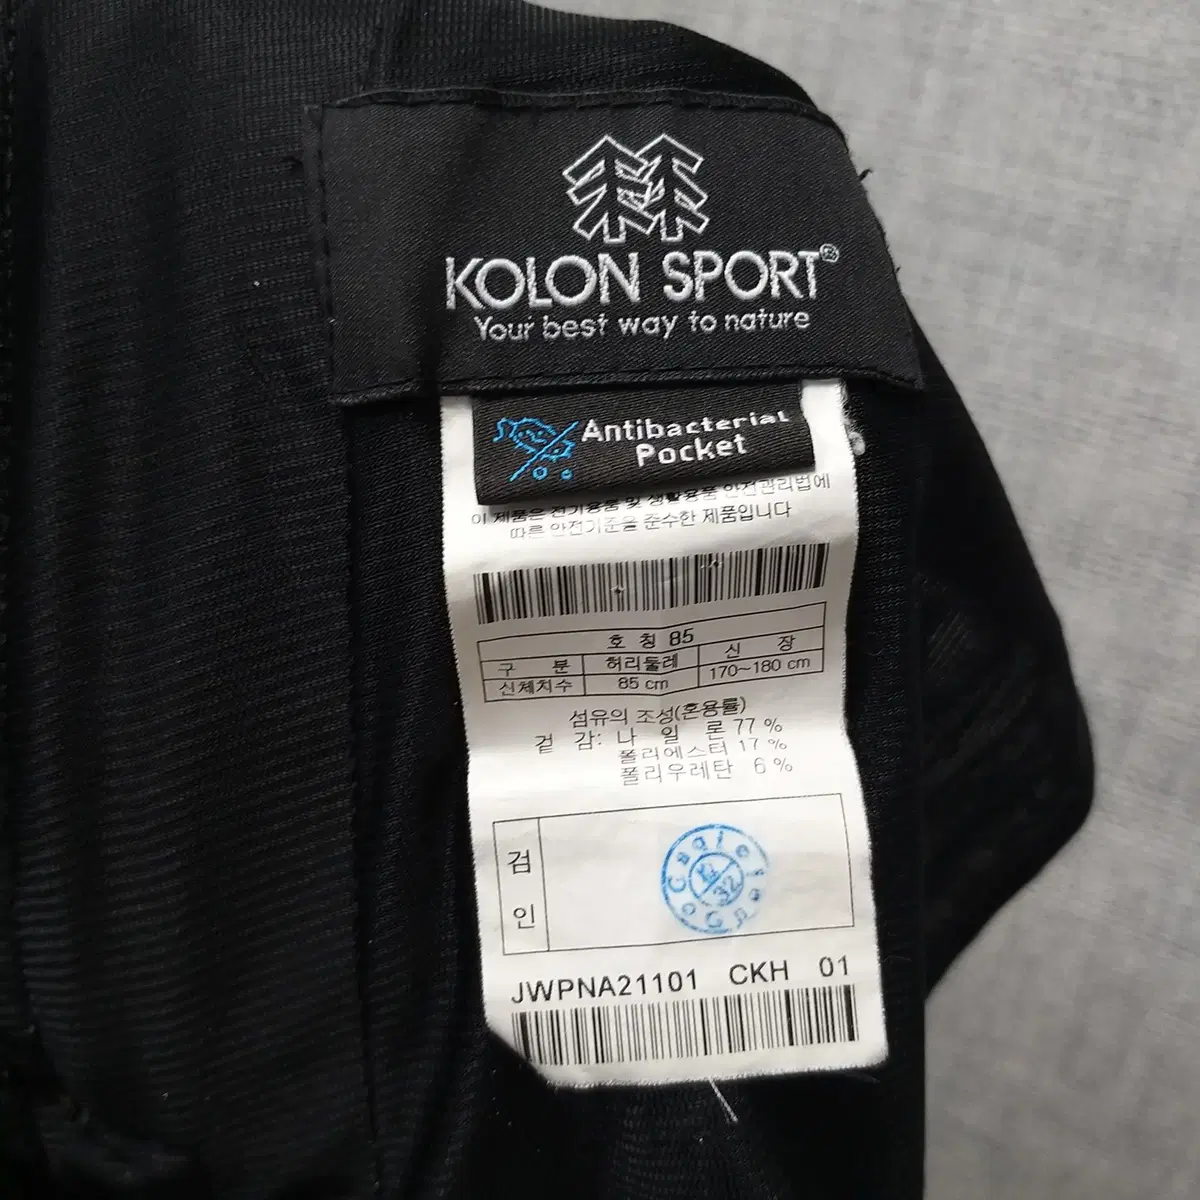 KOLON SPORT®
Your best way to nature
Antibacterial
Pocket
이 제품은 전기용품 및 생활용품 안전관리법에
따른 안전기준을 준수한 제품입니다
호 칭 85
구 분 허리둘레 신 장
신체치수 85 cm 170~180 cm
섬유의 조성(혼용률)
겉 감: 나 일 론 77 %
폴리에스터 17 %
폴리우레탄 6 %
검
인
32
JWPNA21101 CKH 01